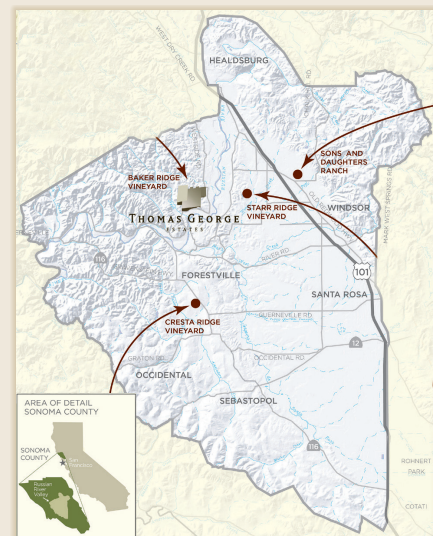 HEALDSBURG
WEST DRY CREEK RD.
SONS AND
DAUGHTERS
RANCH
MARK WEST SPRINGS RD.
BAKER RIDGE
VINEYARD
THOMAS GEORGE
ESTATES
STARR RIDGE
VINEYARD
WINDSOR
116
RIVER RD
FORESTVILLE
101
SANTA ROSA
GUERNEVILLE RD.
CRESTA RIDGE
VINEYARD
12
GRATON RD.
OCCIDENTAL RD.
OCCIDENTAL
SEBASTOPOL
116
ROHNERT
PARK
COTATI
AREA OF DETAIL
SONOMA COUNTY
SONOMA
COUNTY
San
Francisco
Russian
River
Valley